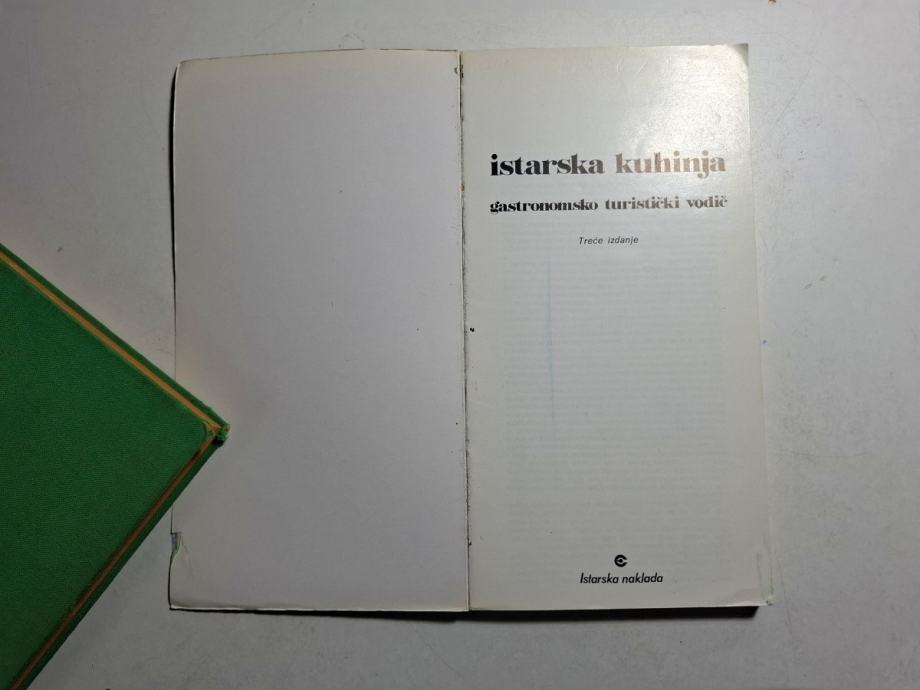 istarska kuhinja
gastronomsko turistički vodič
Treće izdanje
Istarska naklada